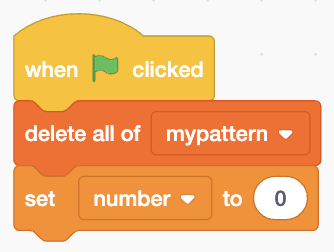 when clicked
delete all of mypattern
set number to 0